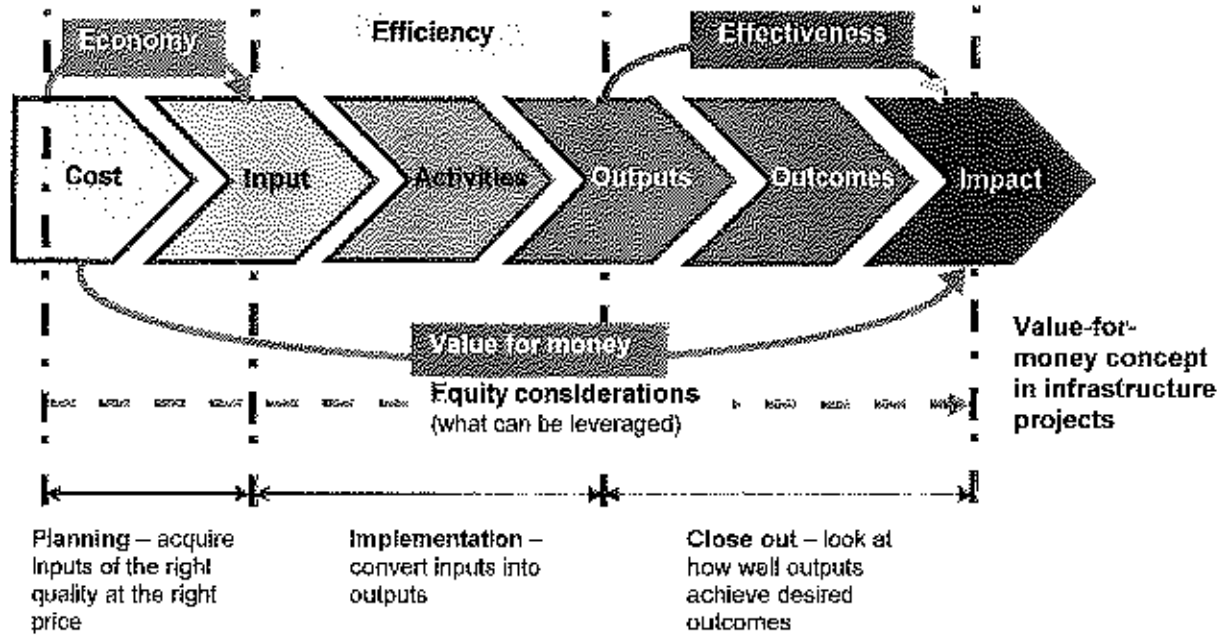 Economy
Efficiency
Effectiveness
Cost
Input
Activities
Outputs
Outcomes
Impact
Value for money
Equity considerations
(what can be leveraged)
Value-for-
money concept
in infrastructure
projects
Planning – acquire
inputs of the right
quality at the right
price
Implementation –
convert inputs into
outputs
Close out – look at
how wall outputs
achieve desired
outcomes